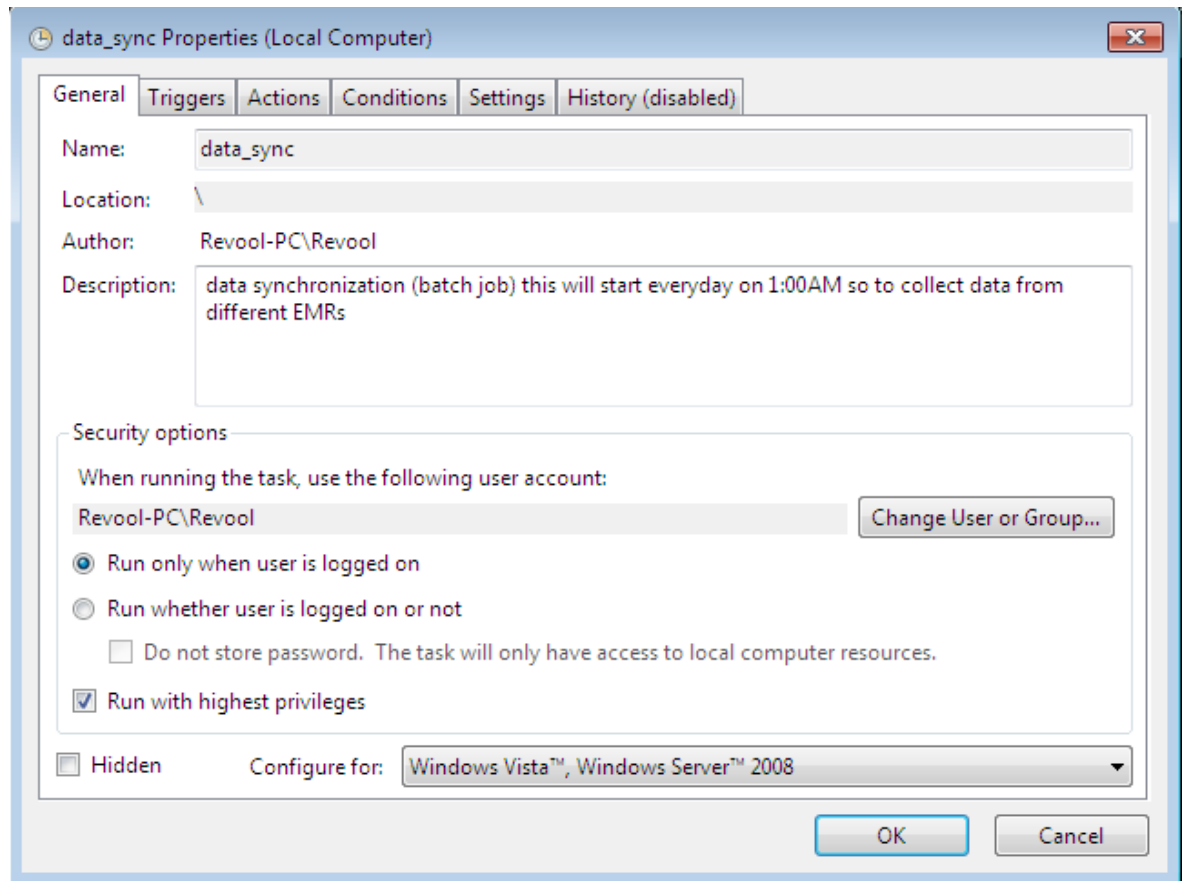 data_sync Properties (Local Computer)
General Triggers Actions Conditions Settings History (disabled)
Name: data_sync
Location: \
Author: Revool-PC\Revool
Description: data synchronization (batch job) this will start everyday on 1:00AM so to collect data from
different EMRs
Security options
When running the task, use the following user account:
Revool-PC\Revool Change User or Group...
Run only when user is logged on
Run whether user is logged on or not
Do not store password. The task will only have access to local computer resources.
Run with highest privileges
Hidden Configure for: Windows Vista™, Windows Server™ 2008
OK Cancel